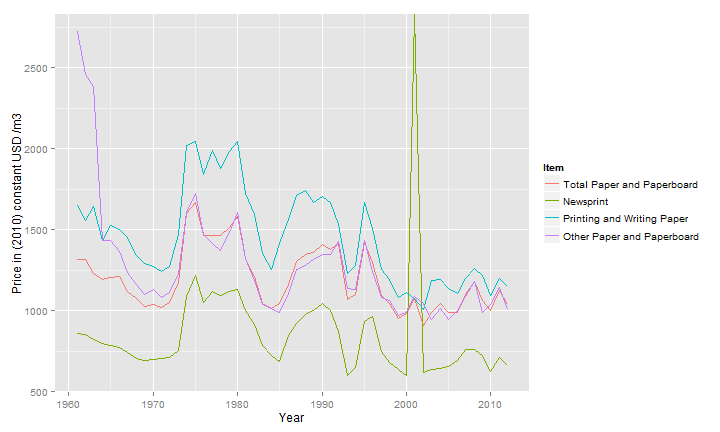 2500
2000
1500
1000
500
Price in (2010) constant USD /m3
1960 1970 1980 1990 2000 2010
Year
Item
Total Paper and Paperboard
Newsprint
Printing and Writing Paper
Other Paper and Paperboard